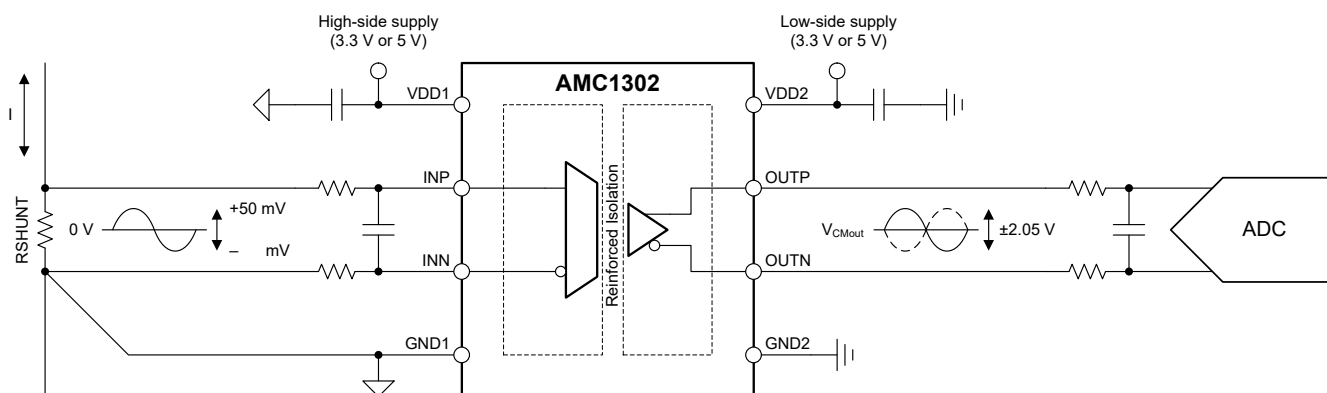 High-side supply
(3.3 V or 5 V)
Low-side supply
(3.3 V or 5 V)
AMC1302
VDD1
VDD2
I
RSHUNT
0 V
+50 mV
– mV
INP
INN
GND1
Reinforced Isolation
OUTP
OUTN
GND2
VCMout
±2.05 V
ADC